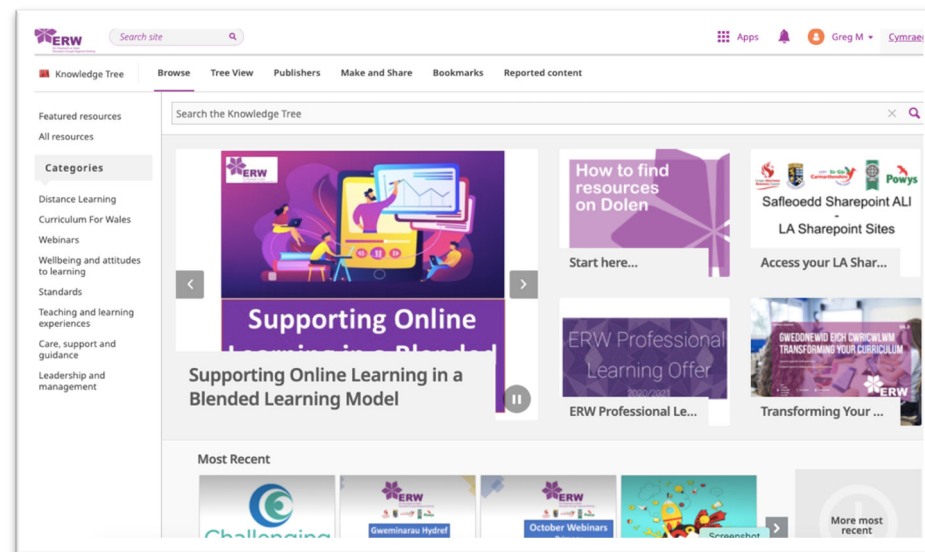 ERW
Search site
Apps
Greg M
Cymraeg
Knowledge Tree
Browse
Tree View
Publishers
Make and Share
Bookmarks
Reported content
Featured resources
All resources
Categories
Distance Learning
Curriculum For Wales
Webinars
Wellbeing and attitudes
to learning
Standards
Teaching and learning
experiences
Care, support and
guidance
Leadership and
management
Search the Knowledge Tree
ERW
Supporting Online
Learning in a Blended
Supporting Online Learning in a
Blended Learning Model
How to find
resources
on Dolen
Start here...
Powys
Safleoedd Sharepoint ALl
-
LA Sharepoint Sites
Access your LA Shar...
ERW Professional
Learning Offer
2020/2021
ERW Professional Le...
GWEDDNEWID EICH CWRICWLWM
TRANSFORMING YOUR CURRICULUM
ERW
Transforming Your ...
Most Recent
Challenging
ERW
Gweminarau Hydref
ERW
October Webinars
Screenshot
More most
recent